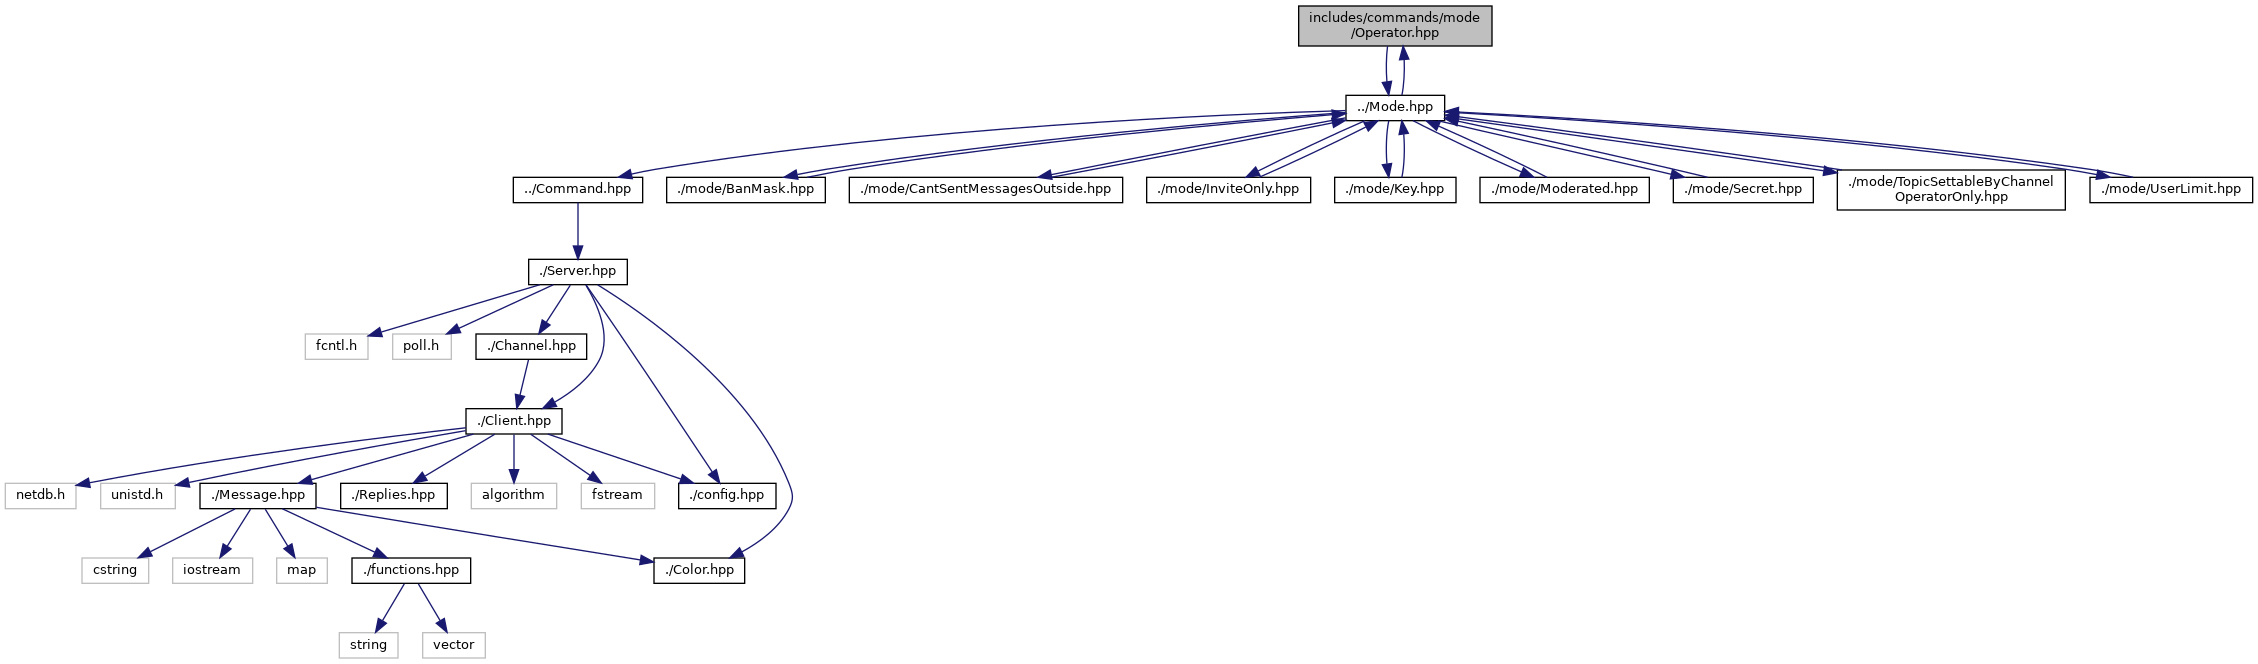 includes/commands/mode
/Operator.hpp
../Mode.hpp
../Command.hpp
./mode/BanMask.hpp
./mode/CantSentMessagesOutside.hpp
./mode/InviteOnly.hpp
./mode/Key.hpp
./mode/Moderated.hpp
./mode/Secret.hpp
./mode/TopicSettableByChannel
OperatorOnly.hpp
./mode/UserLimit.hpp
./Server.hpp
fcntl.h
poll.h
./Channel.hpp
./Client.hpp
netdb.h
unistd.h
./Message.hpp
./Replies.hpp
algorithm
fstream
./config.hpp
cstring
iostream
map
./functions.hpp
./Color.hpp
string
vector